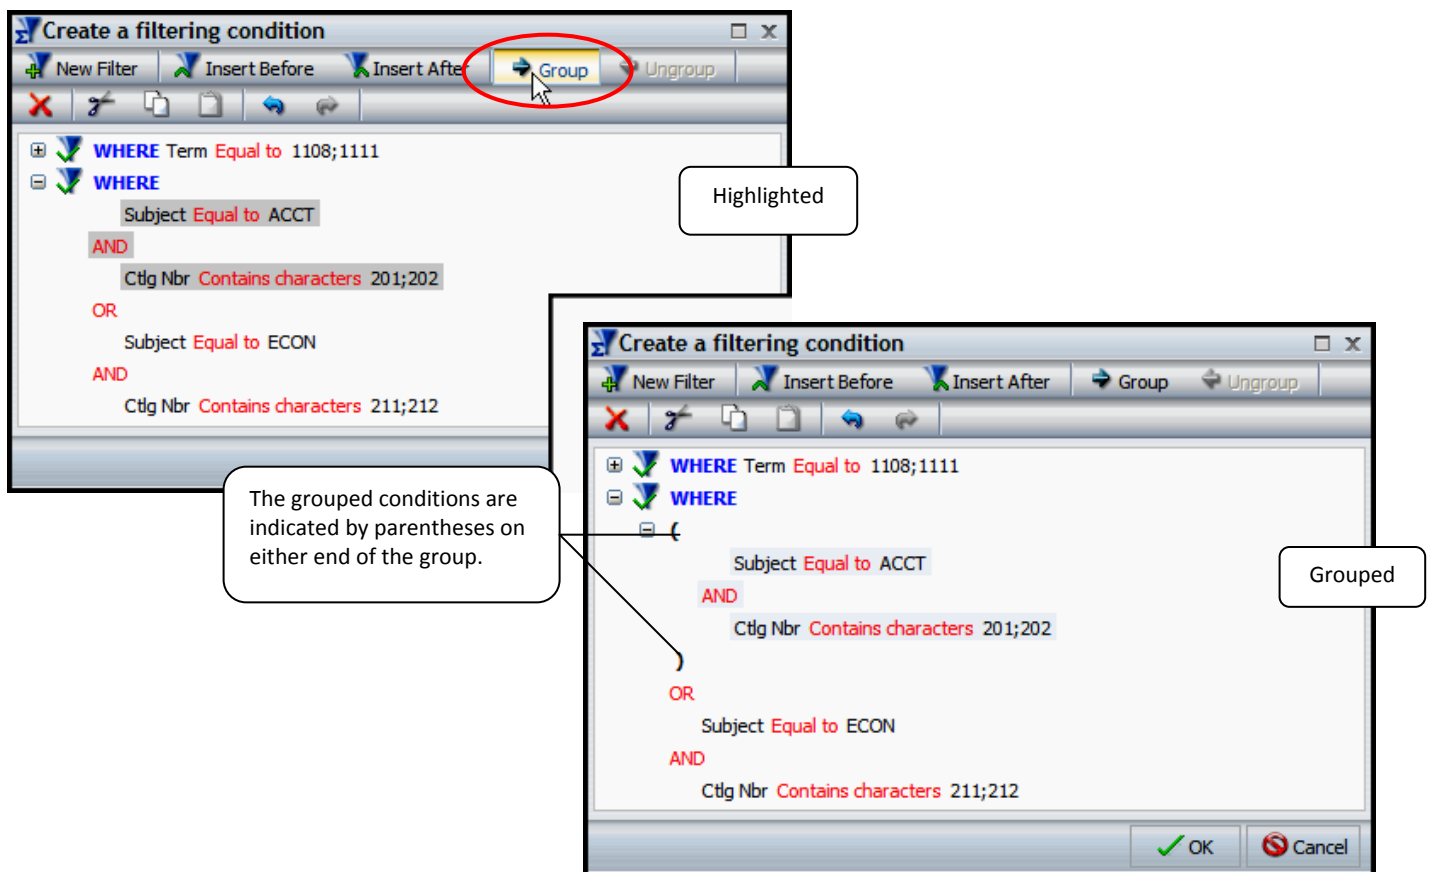 Create a filtering condition
New Filter Insert Before Insert After Group Ungroup
WHERE Term Equal to 1108;1111
WHERE
Subject Equal to ACCT
AND
Ctlg Nbr Contains characters 201;202
OR
Subject Equal to ECON
AND
Ctlg Nbr Contains characters 211;212
Highlighted
The grouped conditions are
indicated by parentheses on
either end of the group.
Create a filtering condition
New Filter Insert Before Insert After Group Ungroup
WHERE Term Equal to 1108;1111
WHERE
(
Subject Equal to ACCT
AND
Ctlg Nbr Contains characters 201;202
)
OR
Subject Equal to ECON
AND
Ctlg Nbr Contains characters 211;212
OK Cancel
Grouped